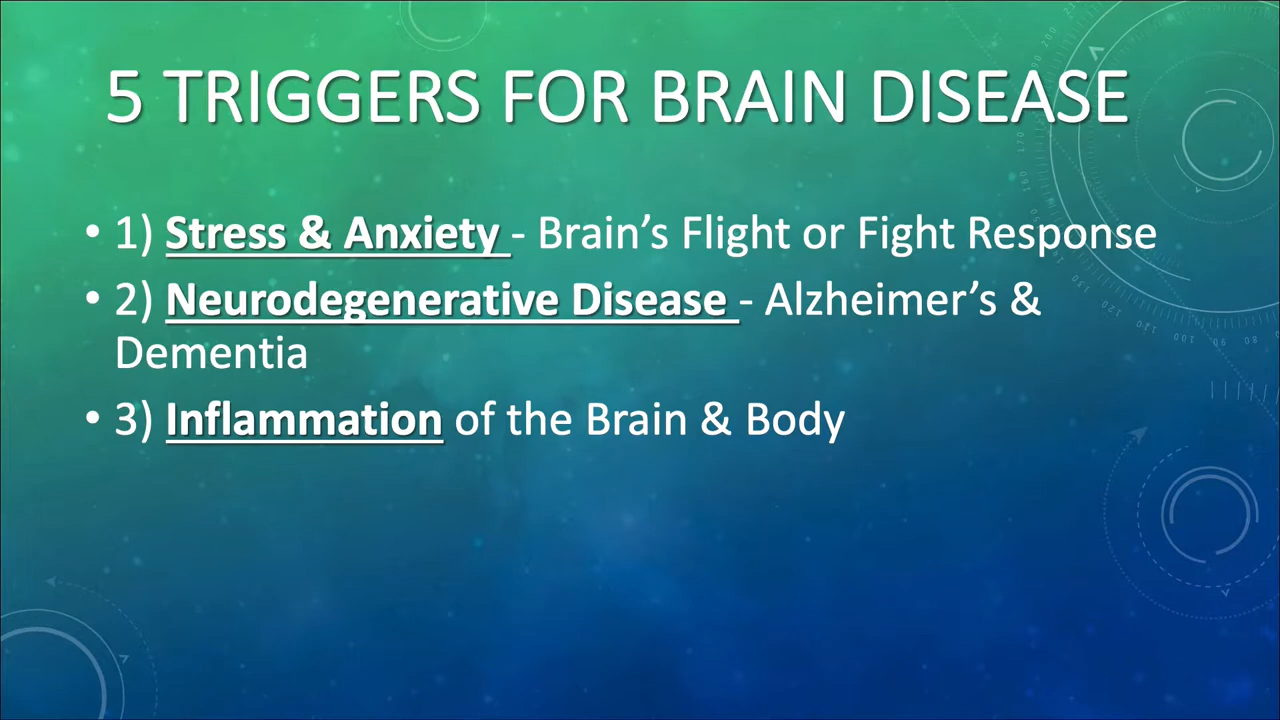 5 TRIGGERS FOR BRAIN DISEASE
• 1) Stress & Anxiety - Brain’s Flight or Fight Response
• 2) Neurodegenerative Disease - Alzheimer’s &
Dementia
• 3) Inflammation of the Brain & Body